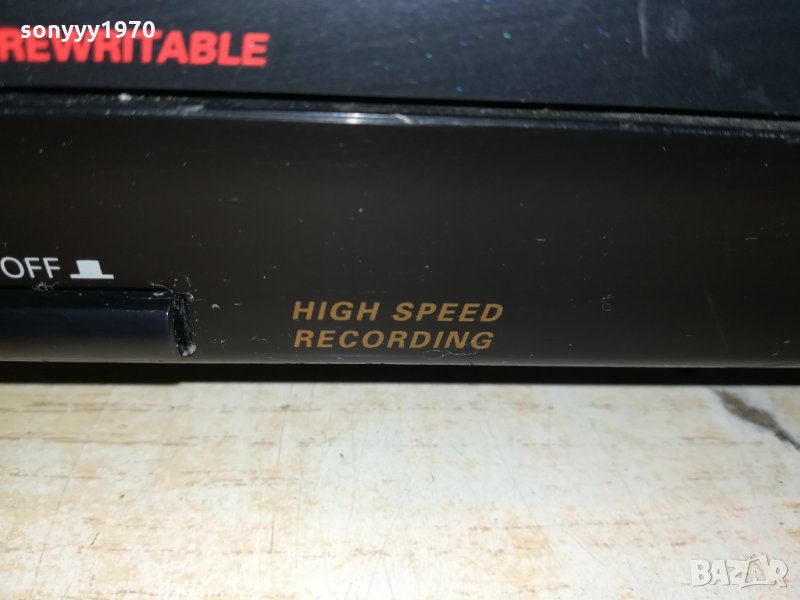 sonyyy1970
REWRITABLE
OFF
HIGH SPEED
RECORDING
BAZAR